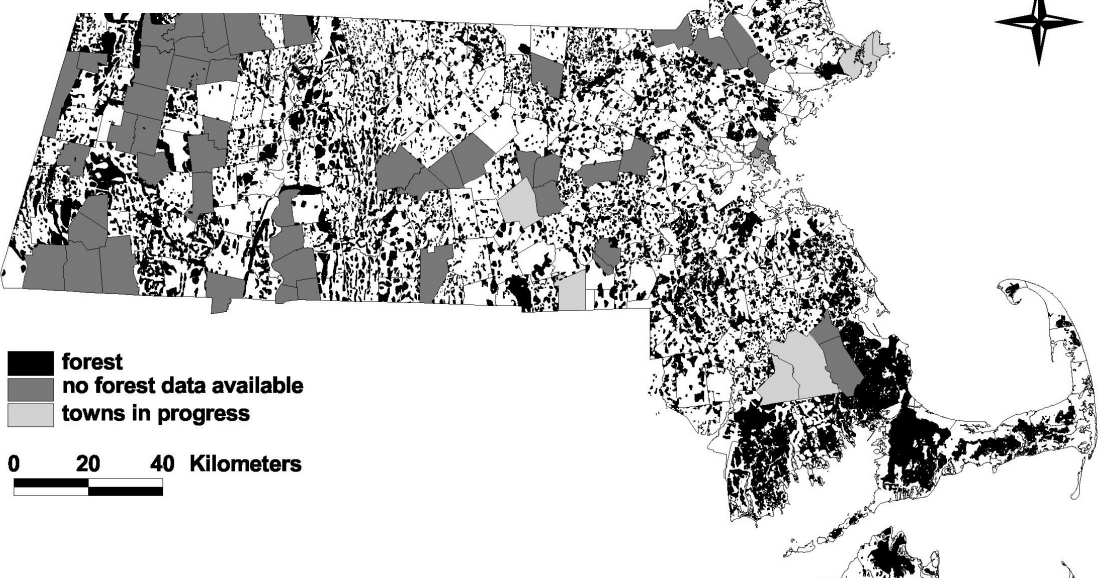 forest
no forest data available
towns in progress
0 20 40 Kilometers